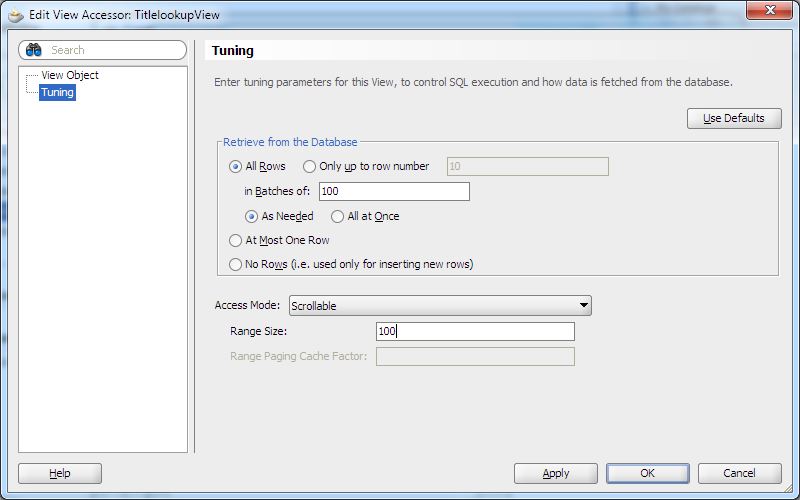 Edit View Accessor: TitlelookupView
Search
View Object
Tuning
Tuning
Enter tuning parameters for this View, to control SQL execution and how data is fetched from the database.
Use Defaults
Retrieve from the Database
All Rows Only up to row number 10
in Batches of: 100
As Needed All at Once
At Most One Row
No Rows (i.e. used only for inserting new rows)
Access Mode: Scrollable
Range Size: 100
Range Paging Cache Factor:
Help Apply OK Cancel